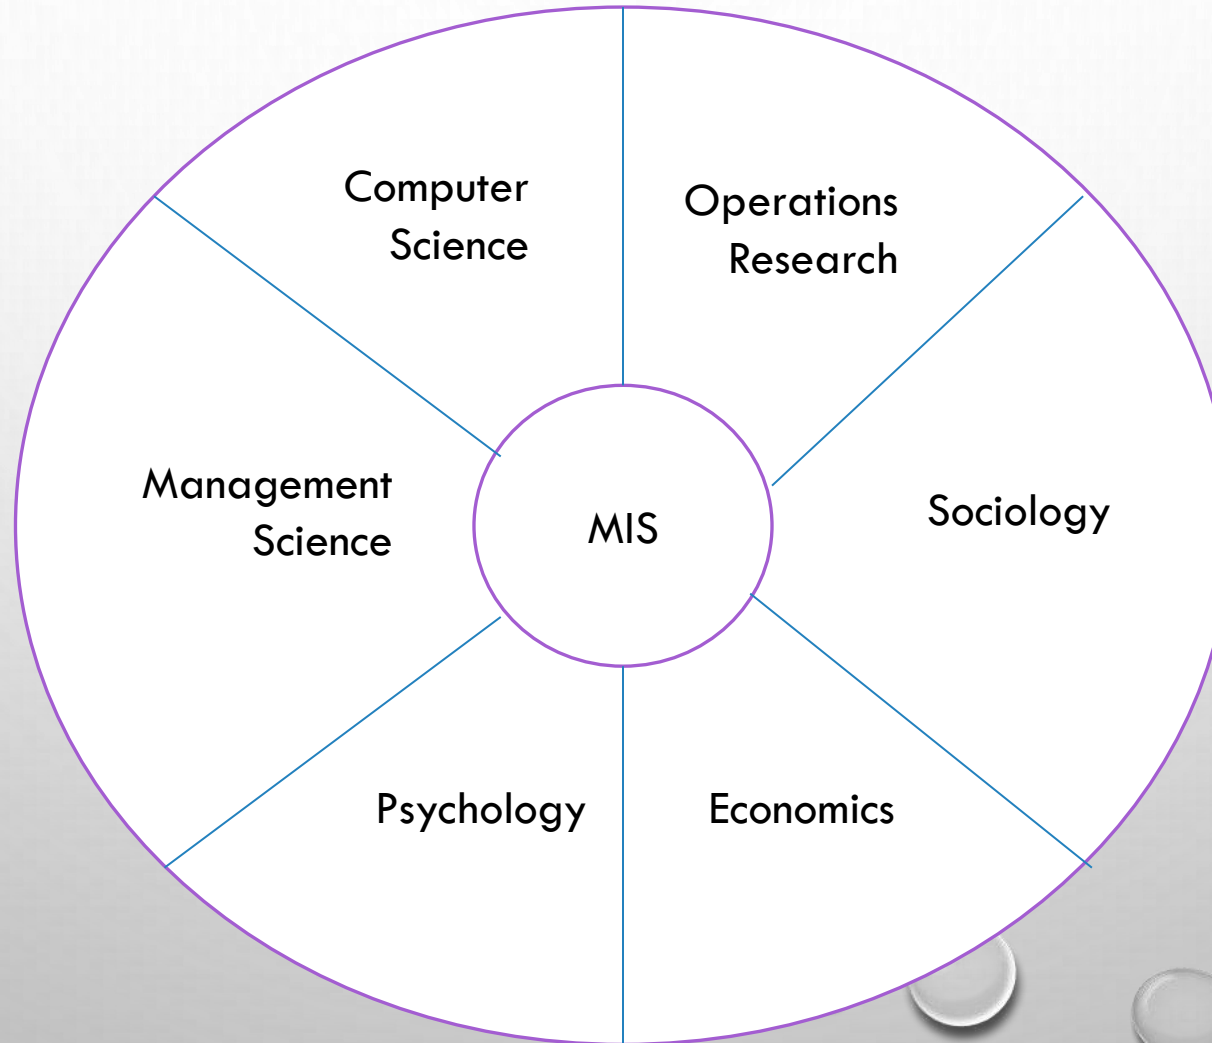 Computer
Science
Operations
Research
Management
Science
MIS
Sociology
Psychology
Economics